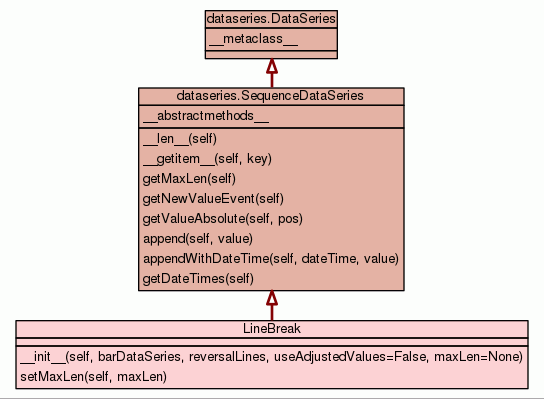 dataseries.DataSeries
__metaclass__
dataseries.SequenceDataSeries
__abstractmethods__
__len__(self)
__getitem__(self, key)
getMaxLen(self)
getNewValueEvent(self)
getValueAbsolute(self, pos)
append(self, value)
appendWithDateTime(self, dateTime, value)
getDateTimes(self)
LineBreak
__init__(self, barDataSeries, reversalLines, useAdjustedValues=False, maxLen=None)
setMaxLen(self, maxLen)